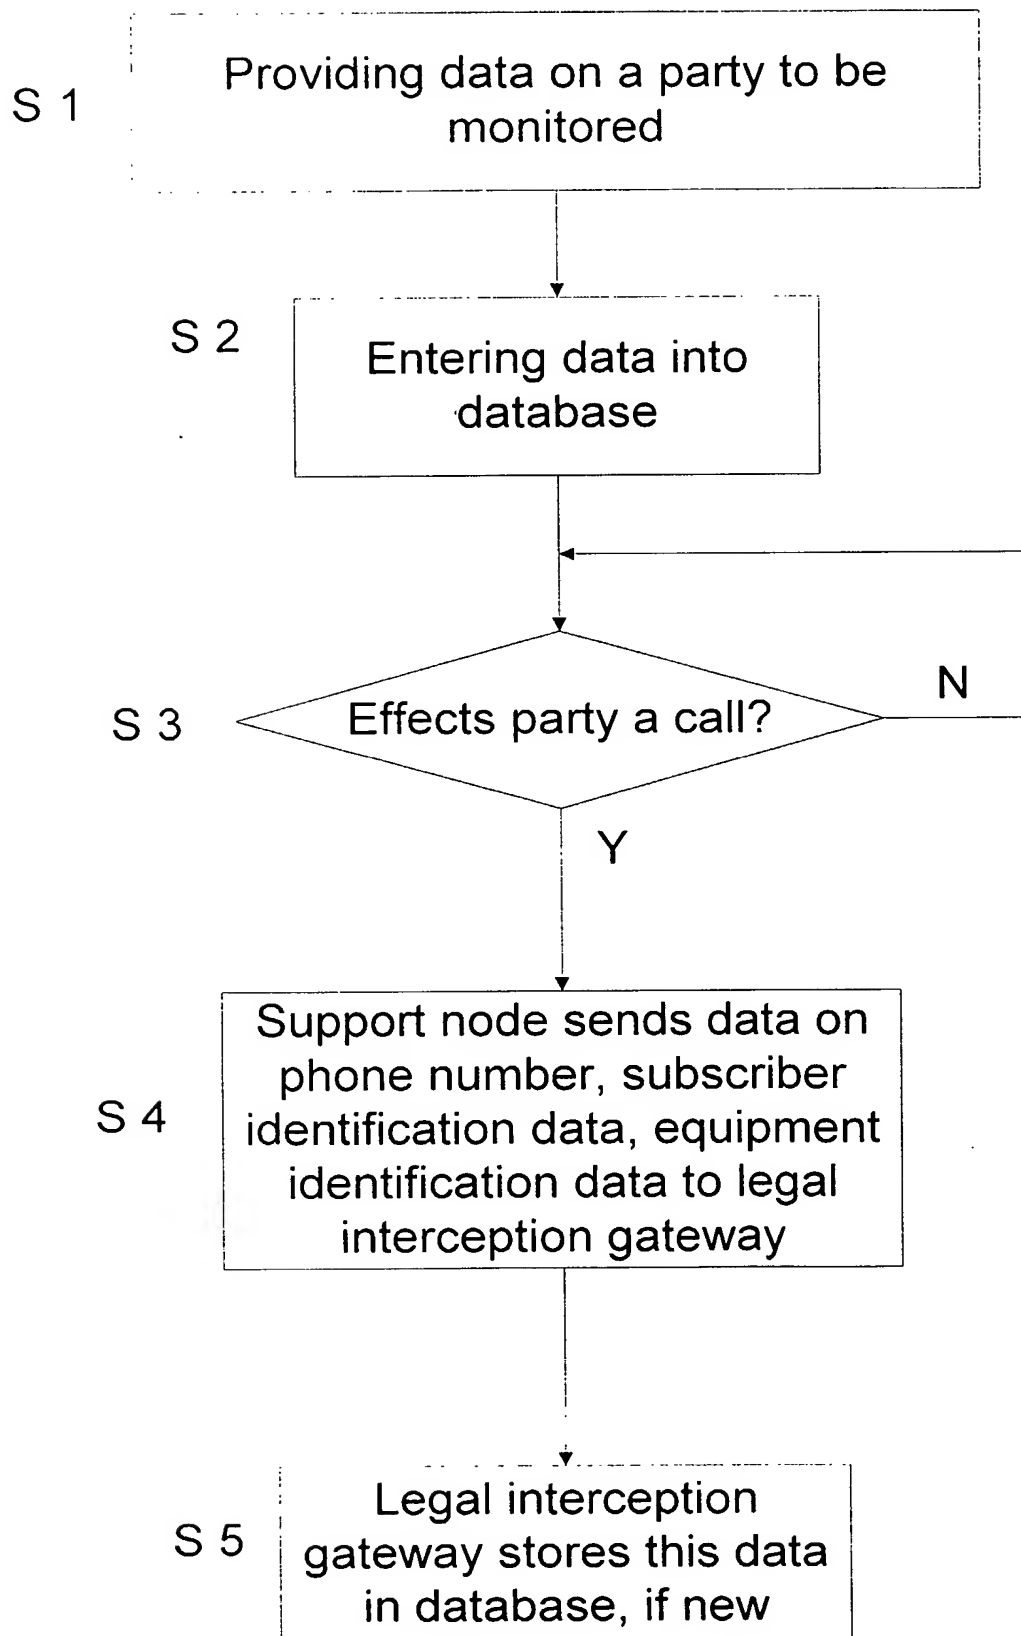 Providing data on a party to be
monitored
S 1
S 2
Entering data into
database
S 3
Effects party a call?
N
Y
Support node sends data on
phone number, subscriber
identification data, equipment
identification data to legal
interception gateway
S 4
Legal interception
gateway stores this data
in database, if new
S 5